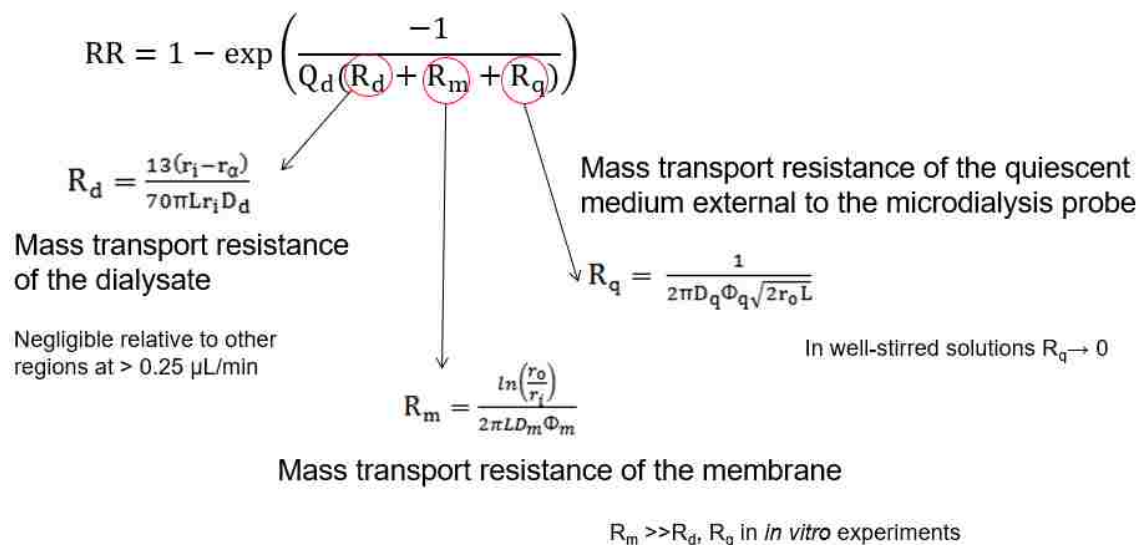 RR = 1 − exp(−1 / (Q_d(R_d + R_m + R_q)))
R_d = 13(r_i−r_α) / 70πLr_iD_d
Mass transport resistance
of the dialysate
Negligible relative to other
regions at > 0.25 µL/min
Mass transport resistance of the quiescent
medium external to the microdialysis probe
R_q = 1 / 2πD_qΦ_q√(2r_oL)
In well-stirred solutions R_q→ 0
R_m = ln(r_o/r_i) / 2πLD_mΦ_m
Mass transport resistance of the membrane
R_m >>R_d, R_q in in vitro experiments